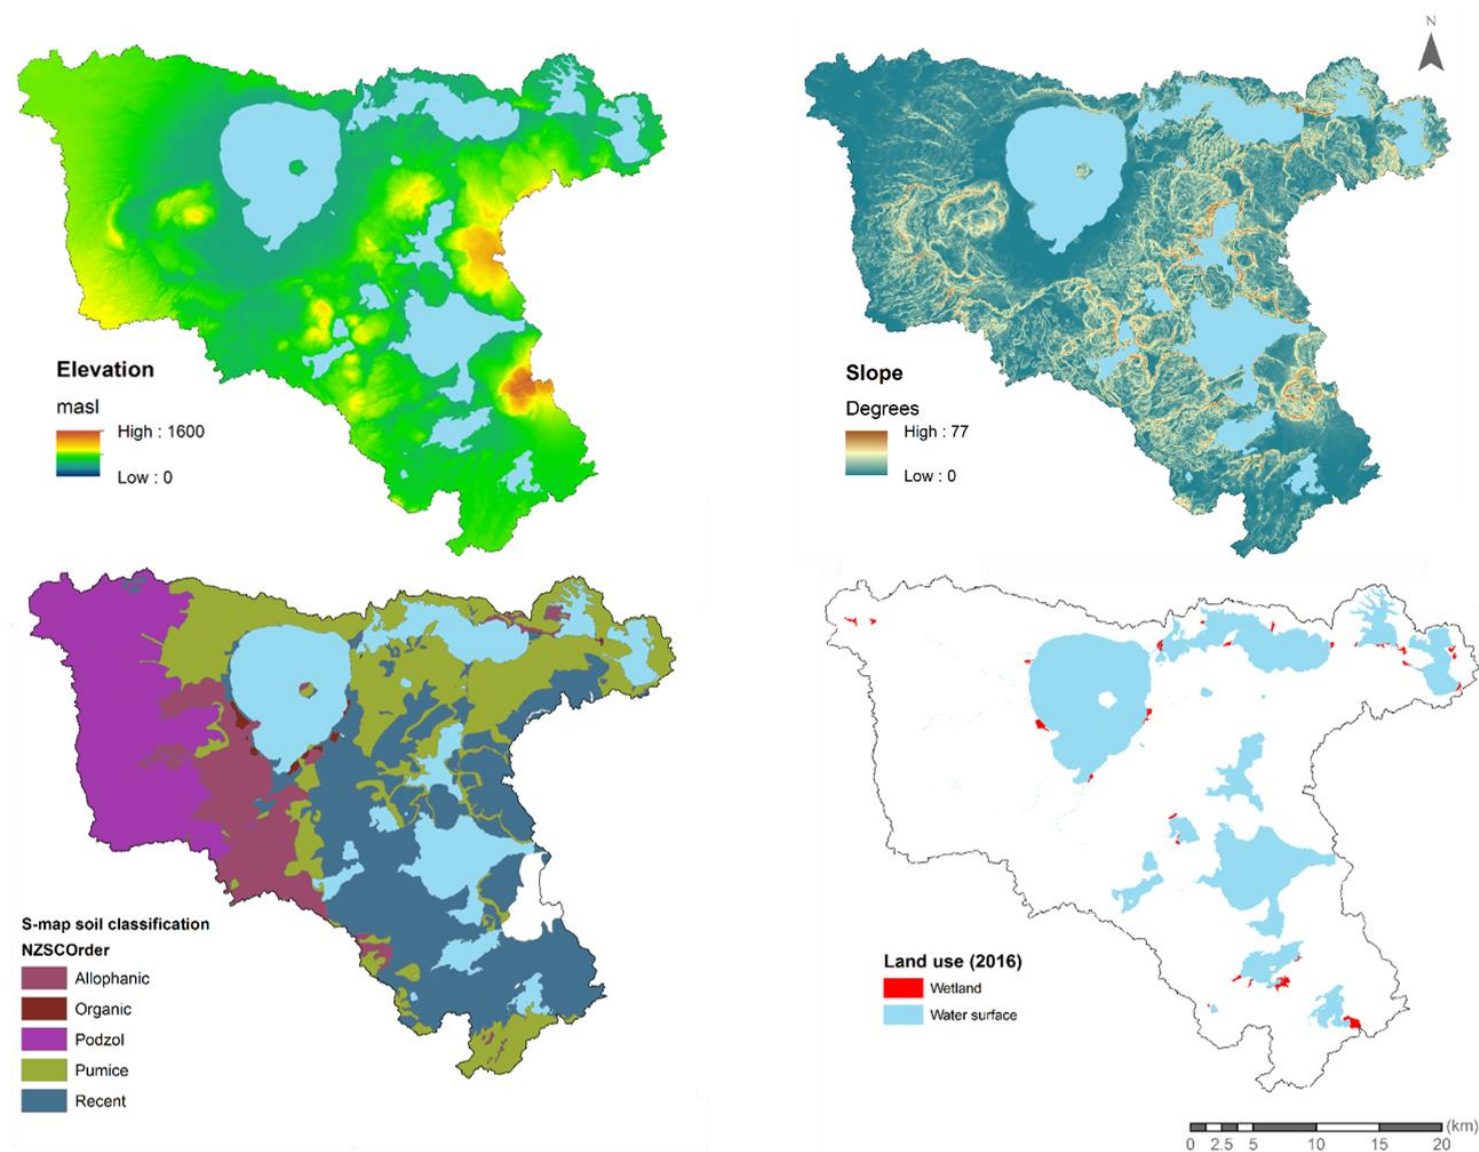 N
Elevation
masl
High : 1600
Low : 0
Slope
Degrees
High : 77
Low : 0
S-map soil classification
NZSCOrder
Allophanic
Organic
Podzol
Pumice
Recent
Land use (2016)
Wetland
Water surface
(km)
0 2.5 5 10 15 20